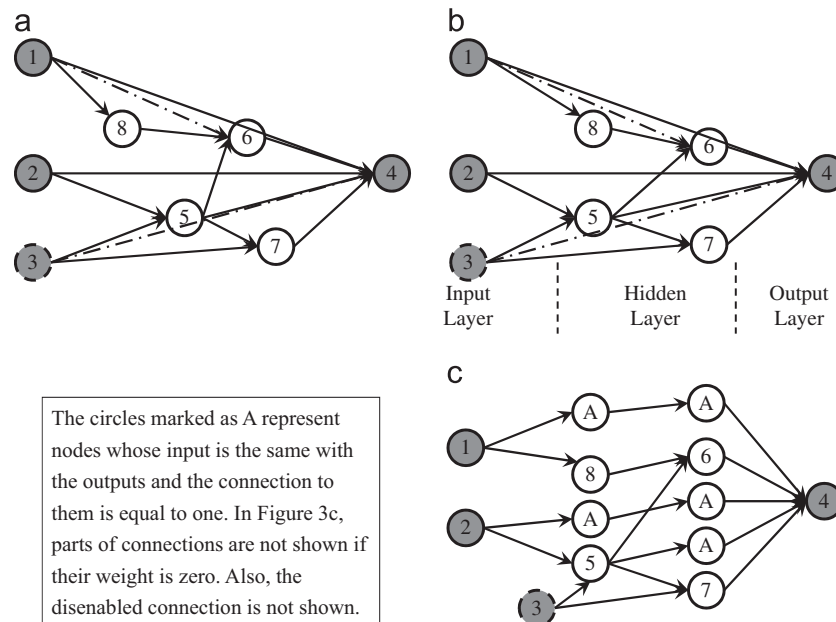 a
1
8
6
2
4
5
7
3
b
1
8
6
2
4
5
7
3
Input
Layer
Hidden
Layer
Output
Layer
The circles marked as A represent
nodes whose input is the same with
the outputs and the connection to
them is equal to one. In Figure 3c,
parts of connections are not shown if
their weight is zero. Also, the
disenabled connection is not shown.
c
A
A
1
8
6
A
A
2
4
5
A
7
3